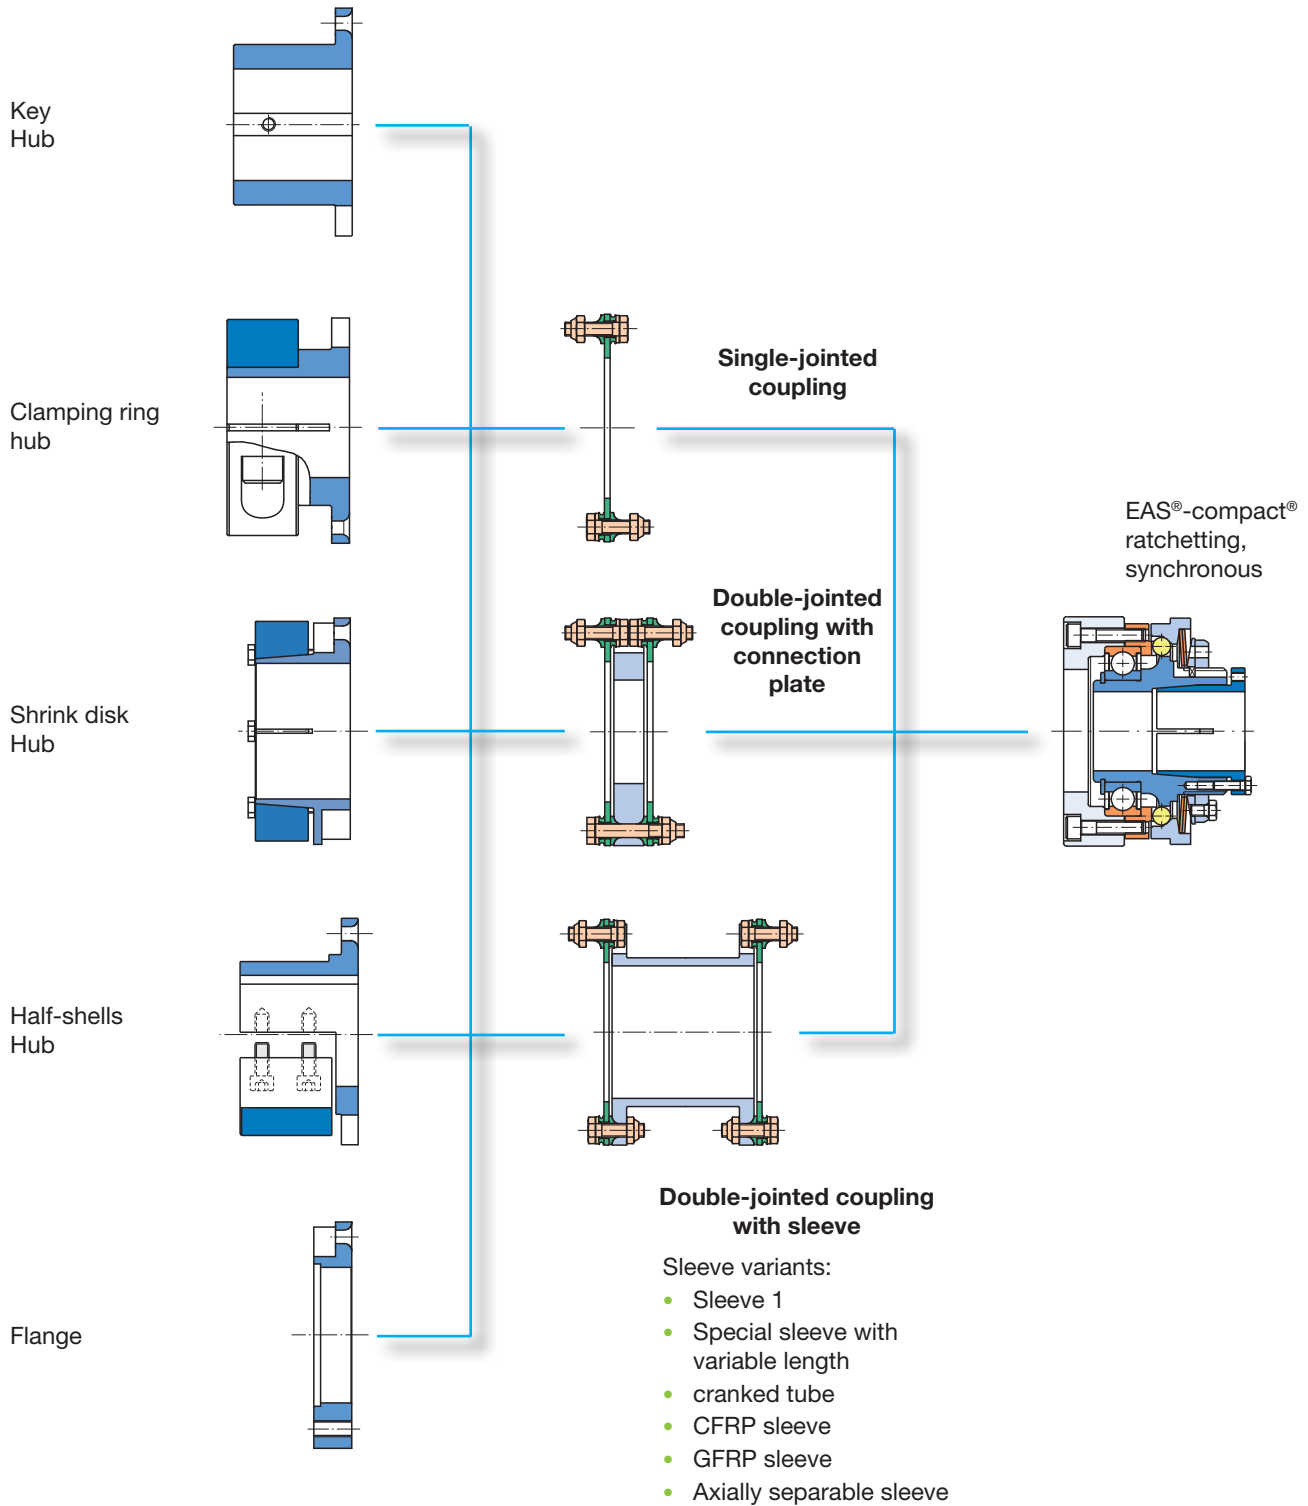 Key
Hub
Clamping ring
hub
Single-jointed
coupling
EAS®-compact®
ratchetting,
synchronous
Double-jointed
coupling with
connection
plate
Shrink disk
Hub
Half-shells
Hub
Double-jointed coupling
with sleeve
Sleeve variants:
• Sleeve 1
• Special sleeve with
variable length
• cranked tube
• CFRP sleeve
• GFRP sleeve
• Axially separable sleeve
Flange